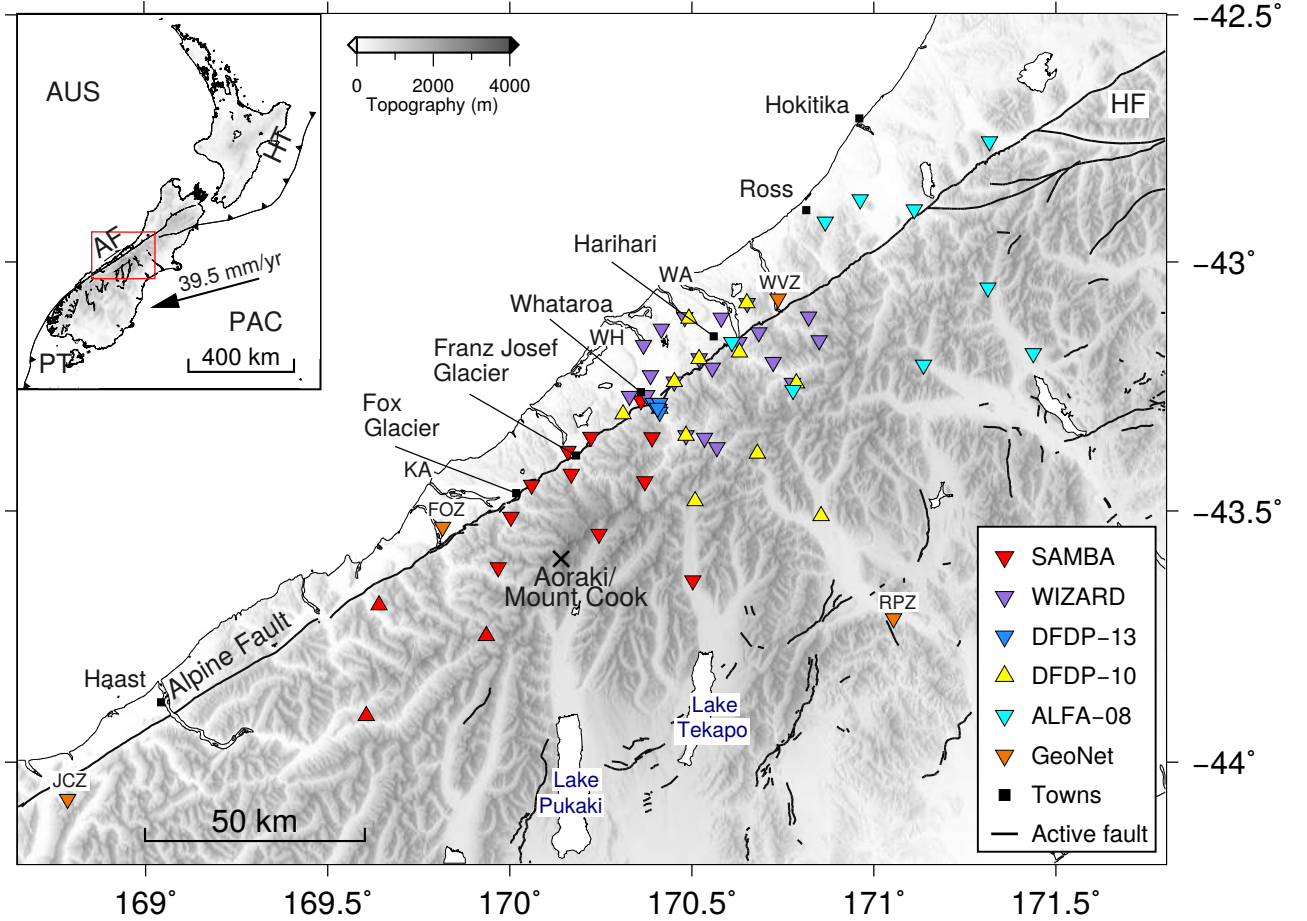 AUS
HT
AF
39.5 mm/yr
PAC
PT
400 km
0 2000 4000
Topography (m)
−42.5˚
−43˚
−43.5˚
−44˚
HF
Hokitika
Ross
Harihari
WA
WVZ
Whataroa
WH
Franz Josef
Glacier
Fox
Glacier
KA
FOZ
Aoraki/
Mount Cook
RPZ
Alpine Fault
Haast
JCZ
Lake
Tekapo
Lake
Pukaki
50 km
SAMBA
WIZARD
DFDP−13
DFDP−10
ALFA−08
GeoNet
Towns
Active fault
169˚ 169.5˚ 170˚ 170.5˚ 171˚ 171.5˚